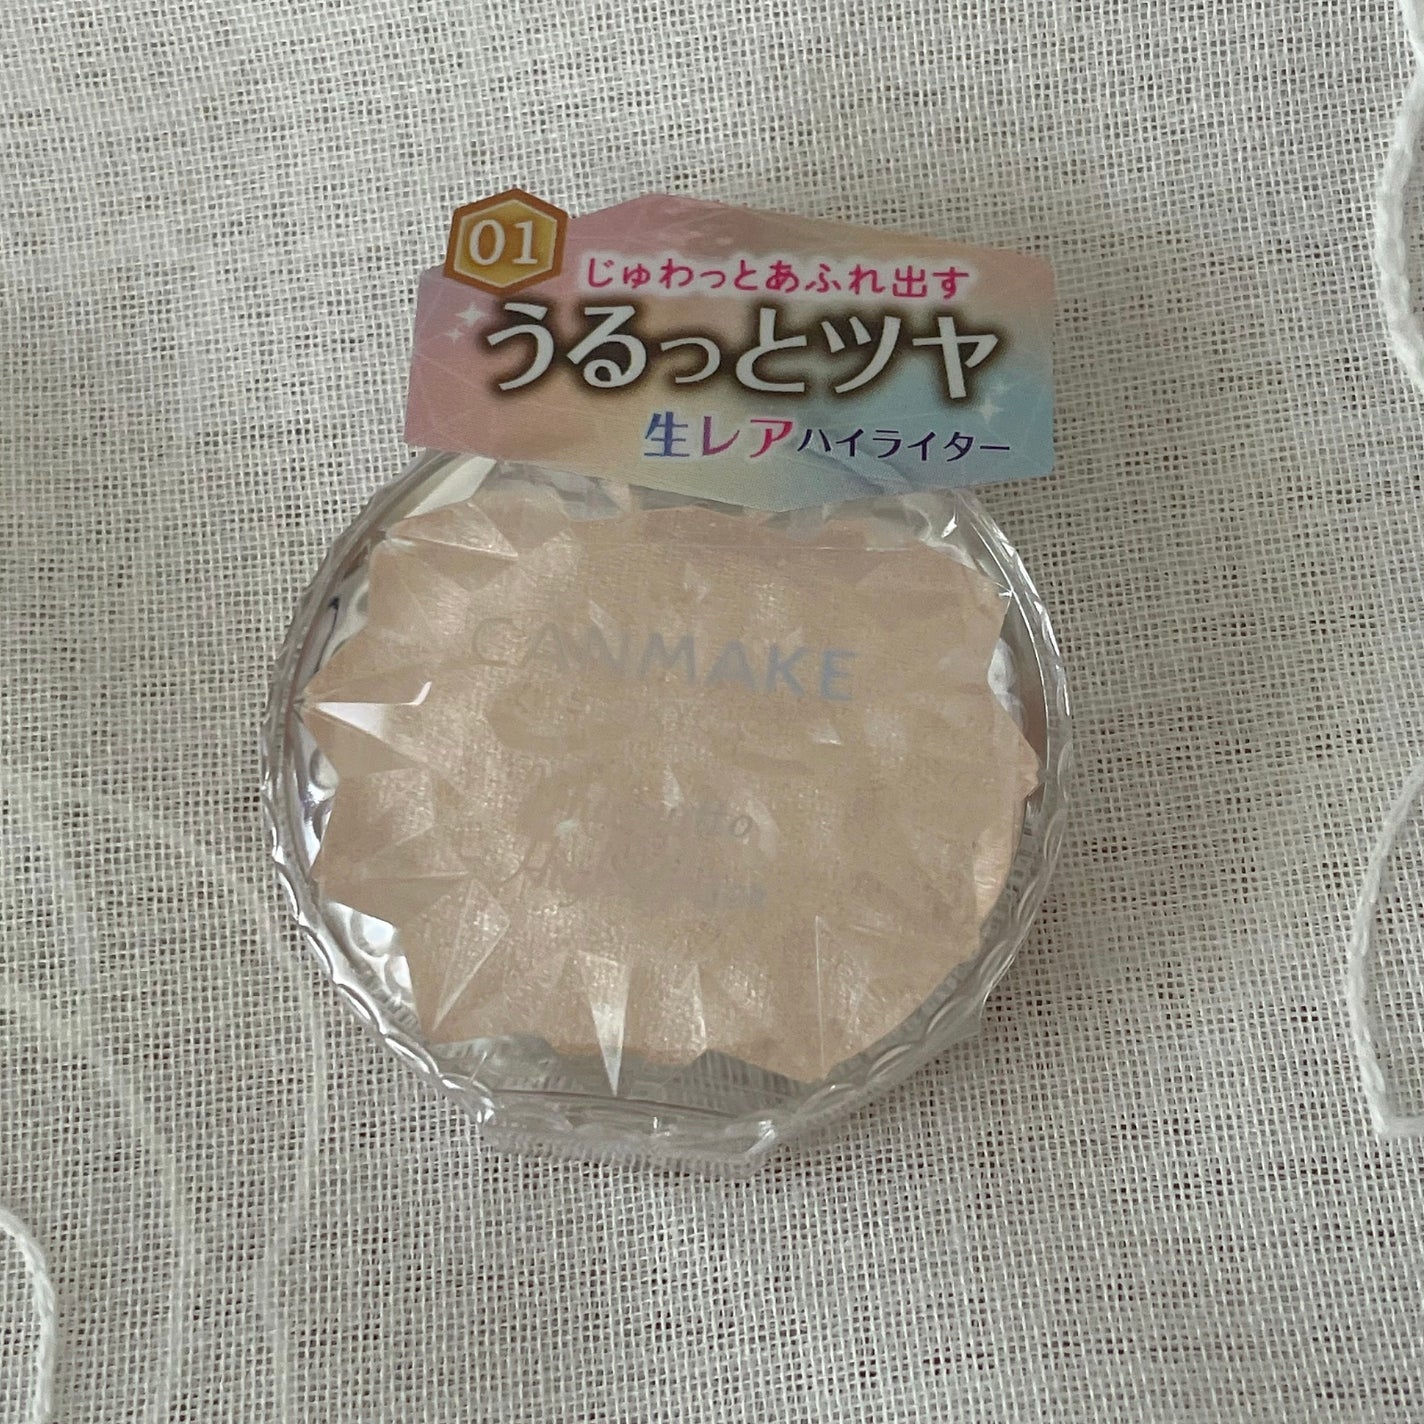 01
じゅわっとあふれ出す
うるっとツヤ
生レアハイライター
CANMAKE